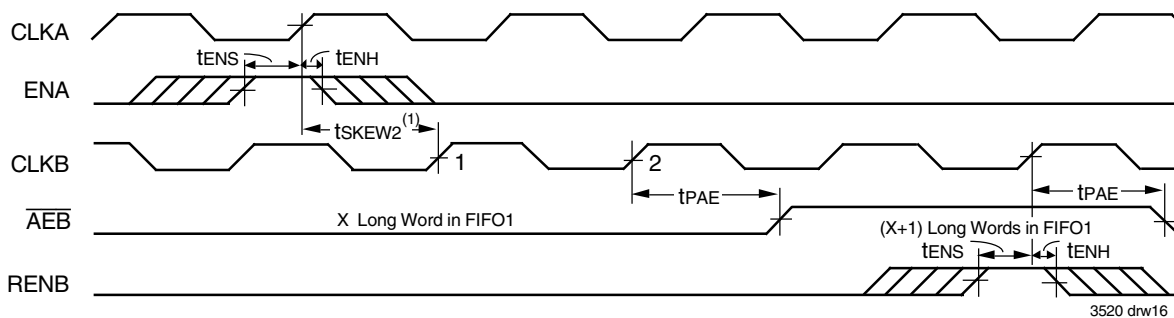 CLKA
tENS tENH
ENA
tSKEW2(1)
CLKB 1 2
tPAE tPAE
AEB X Long Word in FIFO1 (X+1) Long Words in FIFO1
tENS tENH
RENB
3520 drw16